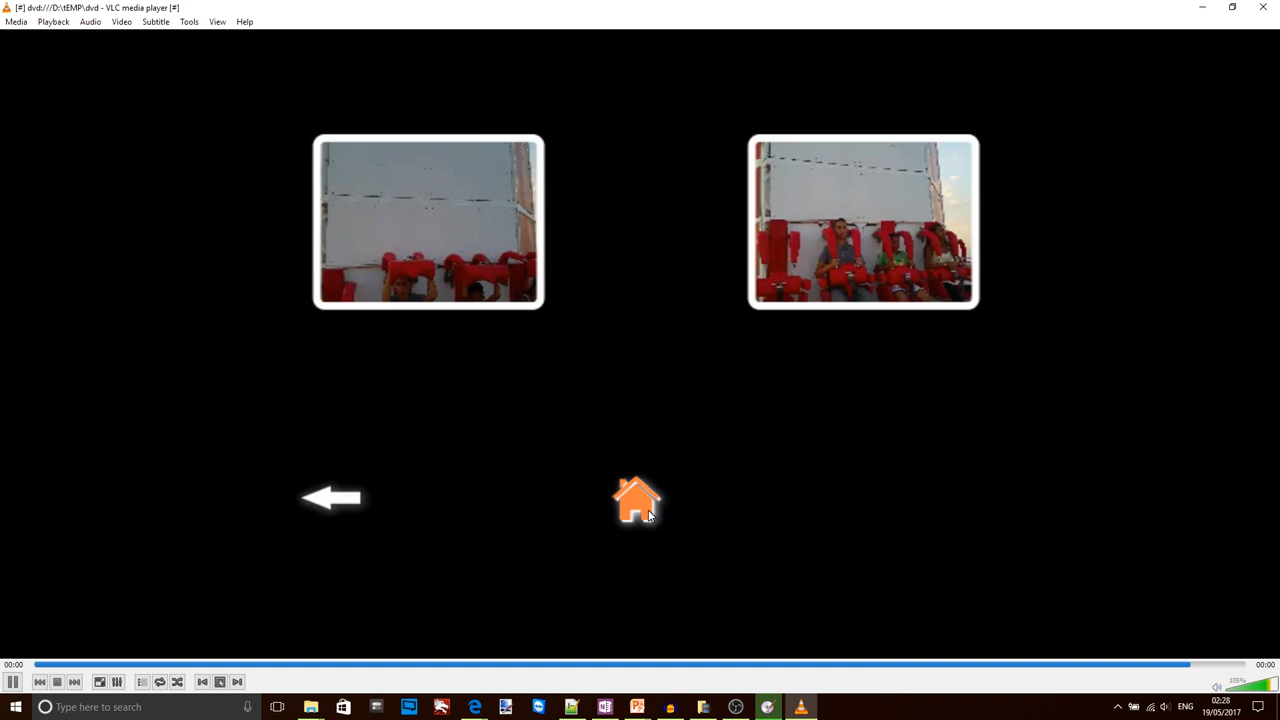 [#] dvd:///D:\tEMP\dvd - VLC media player [#]
Media Playback Audio Video Subtitle Tools View Help
00:00 00:00
105%
Type here to search
ENG
02:28
19/05/2017